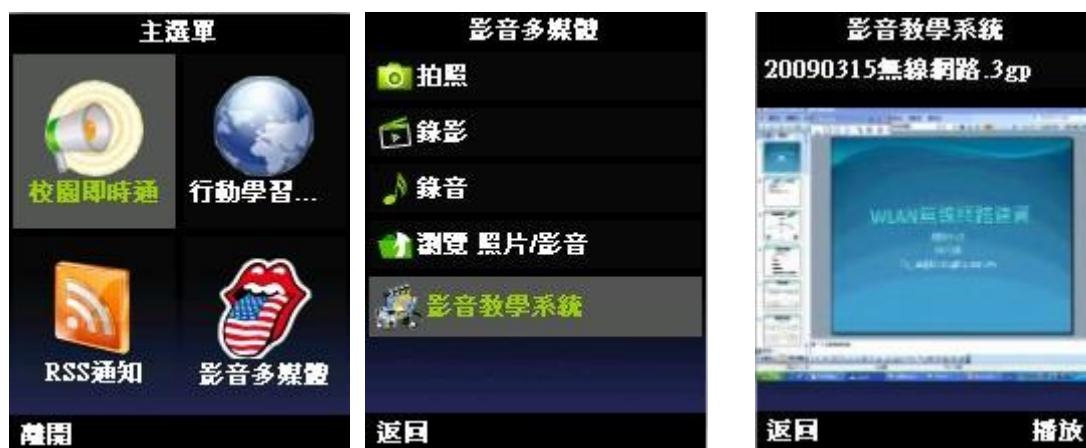 主選單
校園即時通
行動學習...
RSS通知
影音多媒體
離開
影音多媒體
拍照
錄影
錄音
瀏覽 照片/影音
影音教學系統
返回
影音教學系統
20090315無線網路.3gp
返回
播放